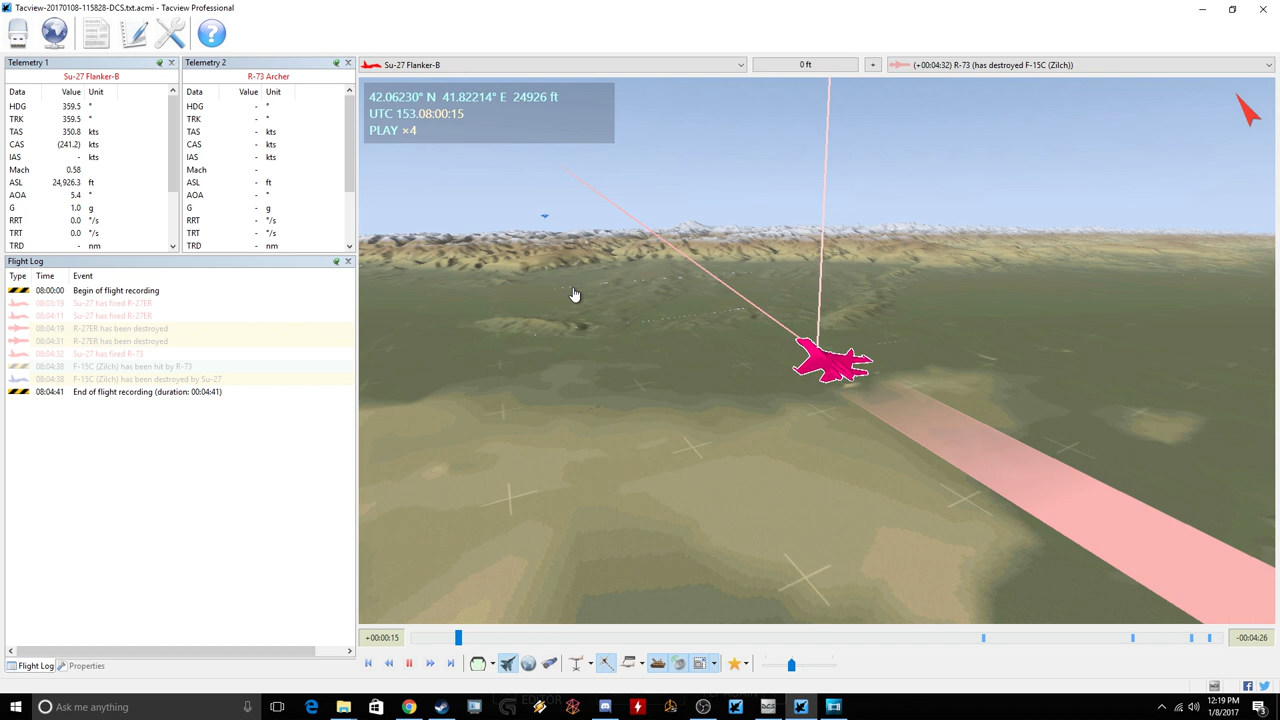 Tacview-20170108-115828-DCS.txt.acmi - Tacview Professional
Telemetry 1
Su-27 Flanker-B
Data Value Unit
HDG 359.5 °
TRK 359.5 °
TAS 350.8 kts
CAS (241.2) kts
IAS - kts
Mach 0.58
ASL 24,926.3 ft
AOA 5.4 °
G 1.0 g
RRT 0.0 °/s
TRT 0.0 °/s
TRD - nm
Telemetry 2
R-73 Archer
Data Value Unit
HDG - °
TRK - °
TAS - kts
CAS - kts
IAS - kts
Mach -
ASL - ft
AOA - °
G - g
RRT - °/s
TRT - °/s
TRD - nm
Su-27 Flanker-B
0 ft
+
(+00:04:32) R-73 (has destroyed F-15C (Zilch))
42.06230° N 41.82214° E 24926 ft
UTC 153.08:00:15
PLAY ×4
Flight Log
Type Time Event
08:00:00 Begin of flight recording
08:03:19 Su-27 has fired R-27ER
08:04:11 Su-27 has fired R-27ER
08:04:19 R-27ER has been destroyed
08:04:31 R-27ER has been destroyed
08:04:32 Su-27 has fired R-73
08:04:38 F-15C (Zilch) has been hit by R-73
08:04:38 F-15C (Zilch) has been destroyed by Su-27
08:04:41 End of flight recording (duration: 00:04:41)
+00:00:15
-00:04:26
Flight Log
Properties
Ask me anything
EDITOR
12:19 PM
1/8/2017